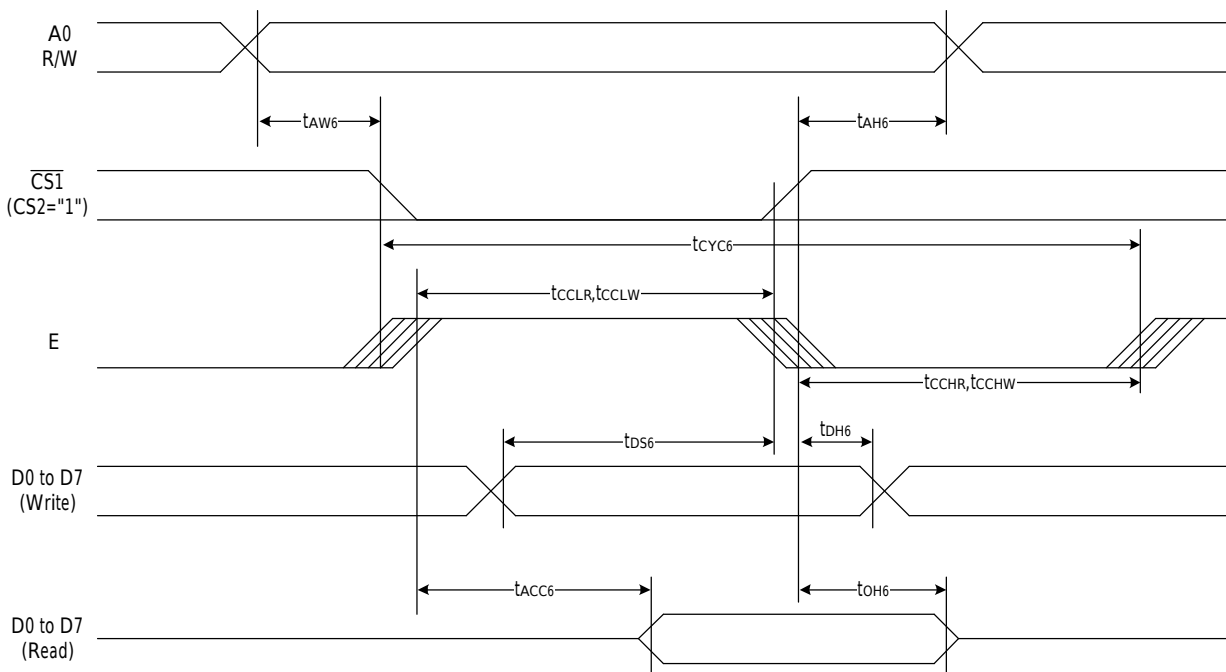 A0
R/W
tAW6
tAH6
CS1
(CS2="1")
tCYC6
tCCLR,tCCLW
E
tCCHR,tCCHW
tDS6
tDH6
D0 to D7
(Write)
tACC6
tOH6
D0 to D7
(Read)